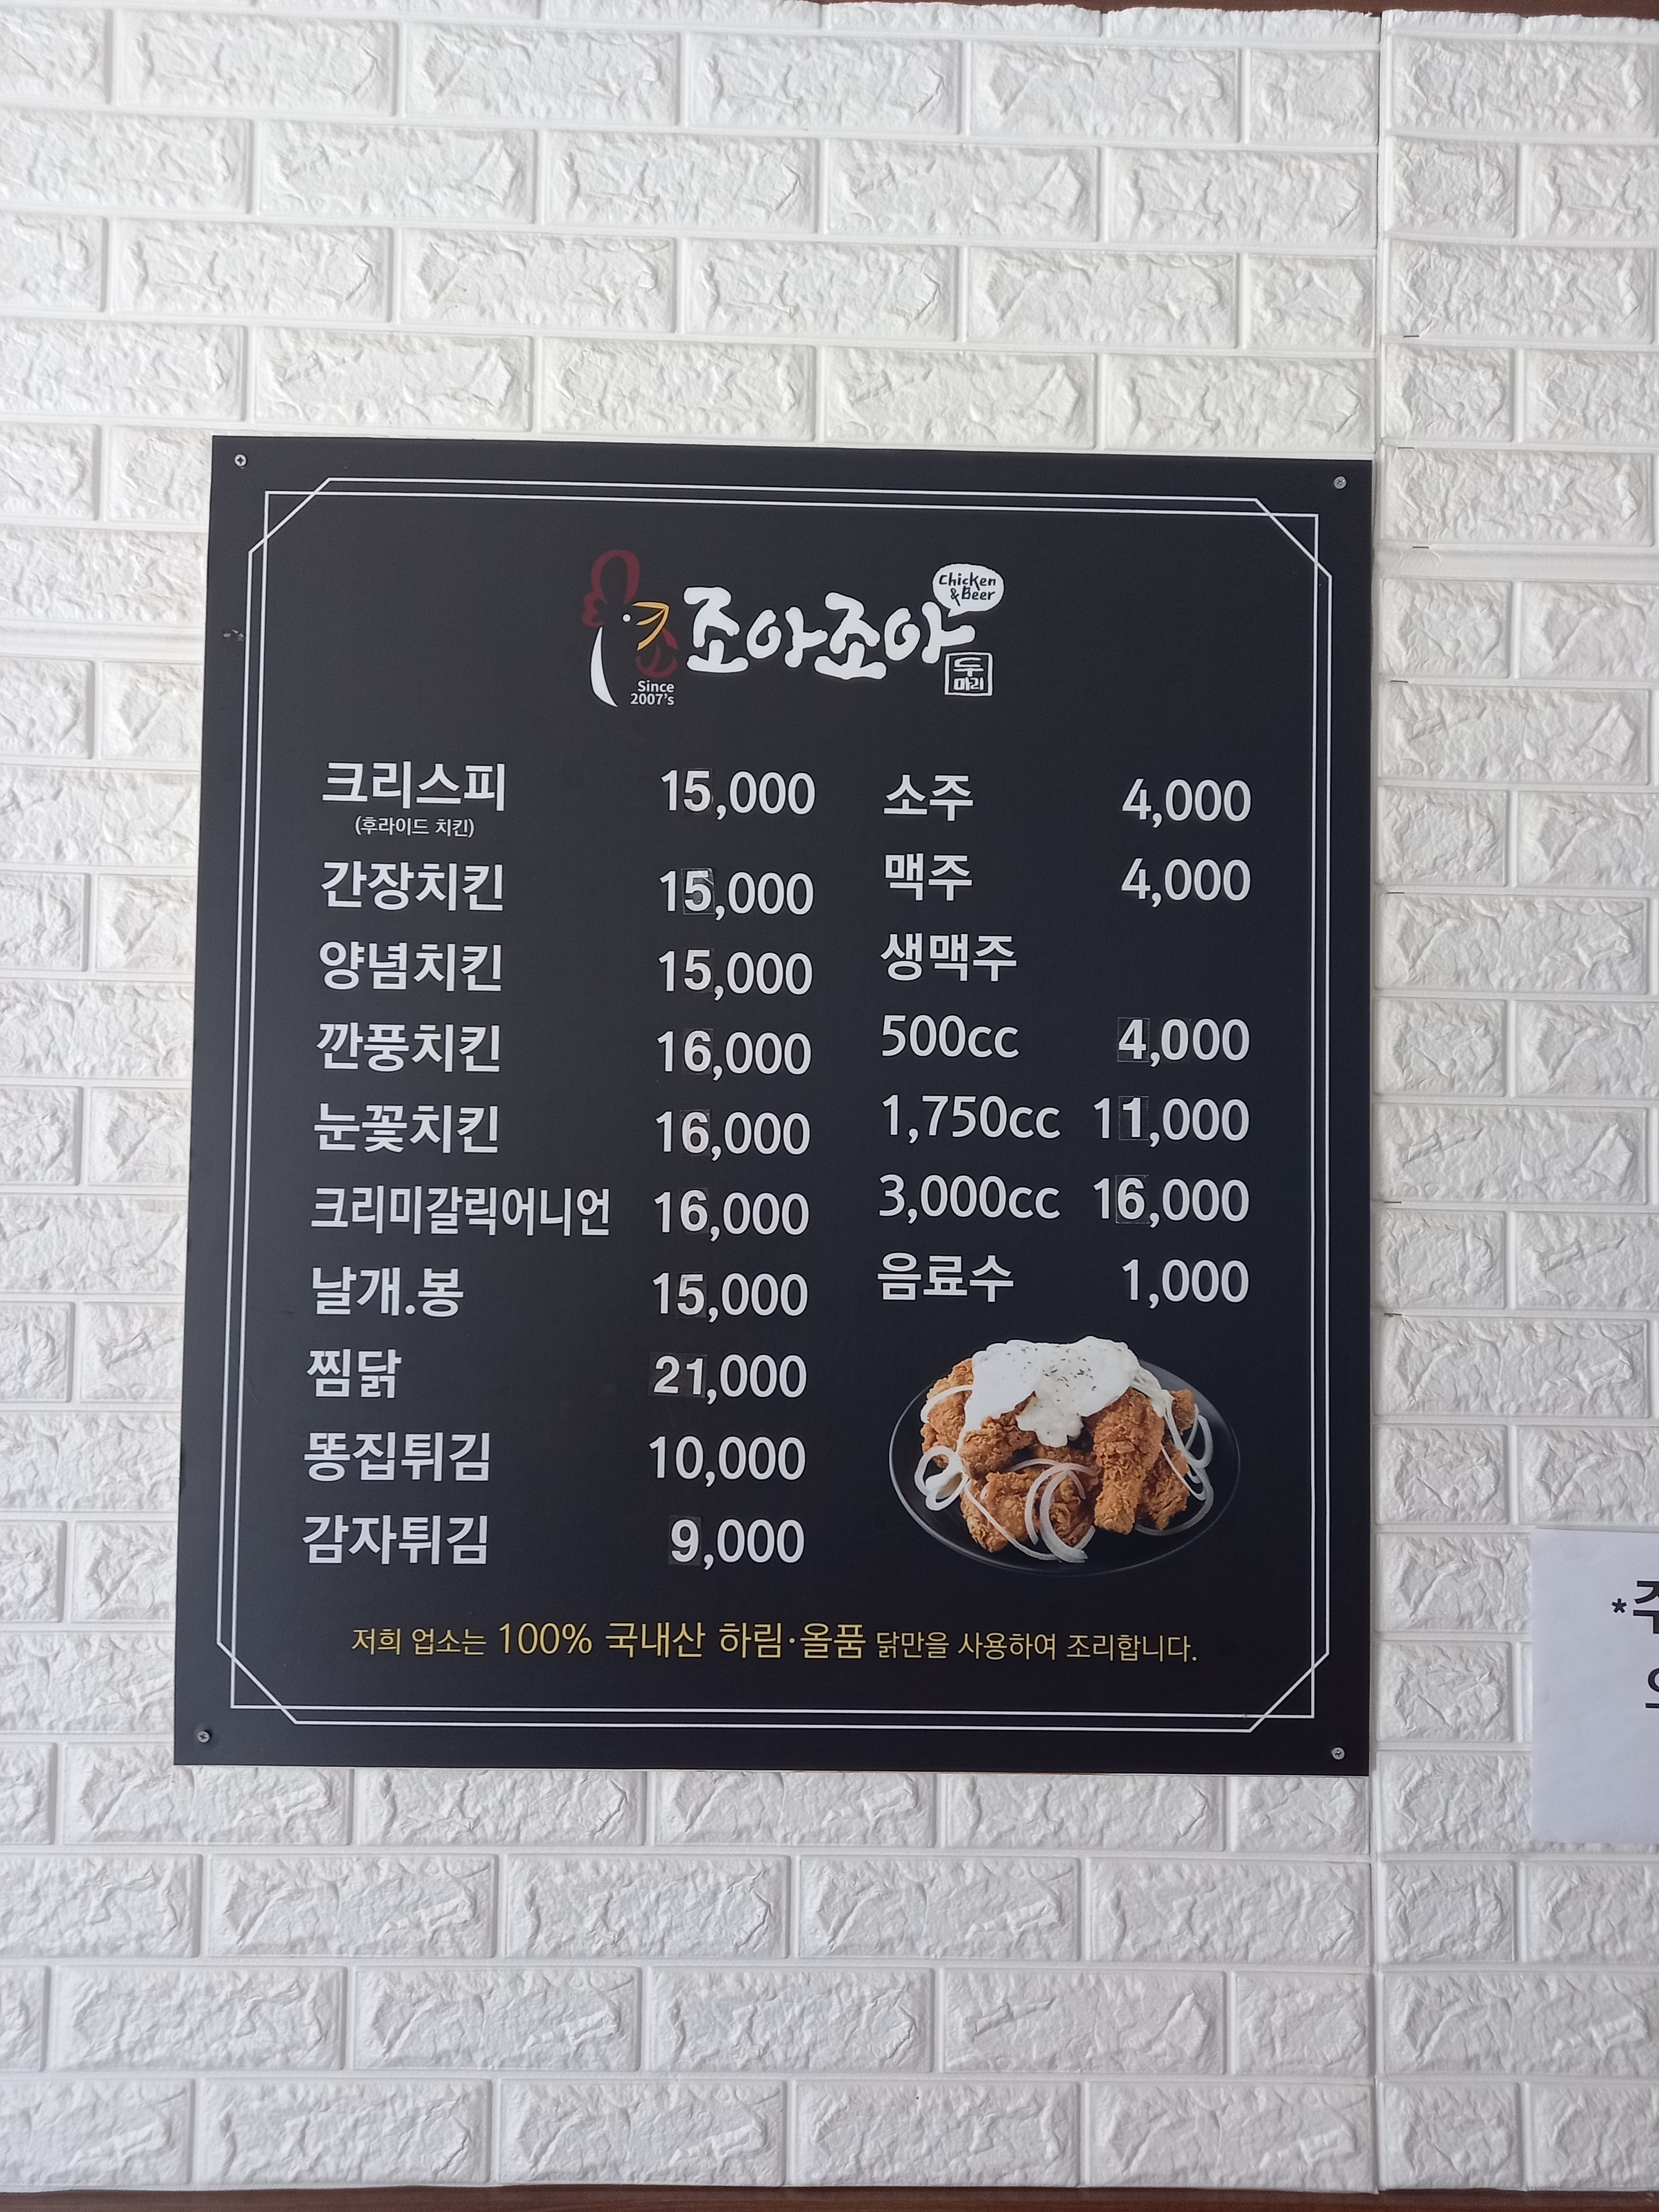 Chicken
&Beer
조아조아
두
마리
Since
2007's
크리스피 15,000
(후라이드 치킨)
간장치킨 15,000
양념치킨 15,000
깐풍치킨 16,000
눈꽃치킨 16,000
크리미갈릭어니언 16,000
날개.봉 15,000
찜닭 21,000
똥집튀김 10,000
감자튀김 9,000
소주 4,000
맥주 4,000
생맥주
500cc 4,000
1,750cc 11,000
3,000cc 16,000
음료수 1,000
저희 업소는 100% 국내산 하림·올품 닭만을 사용하여 조리합니다.